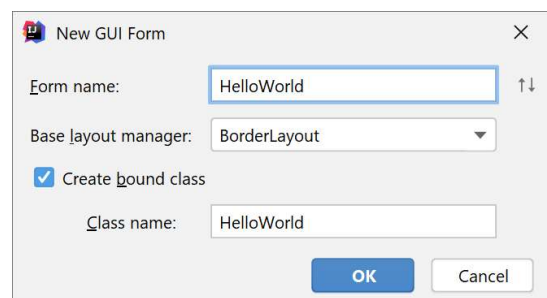 New GUI Form
Form name: HelloWorld
Base layout manager: BorderLayout
Create bound class
Class name: HelloWorld
OK Cancel